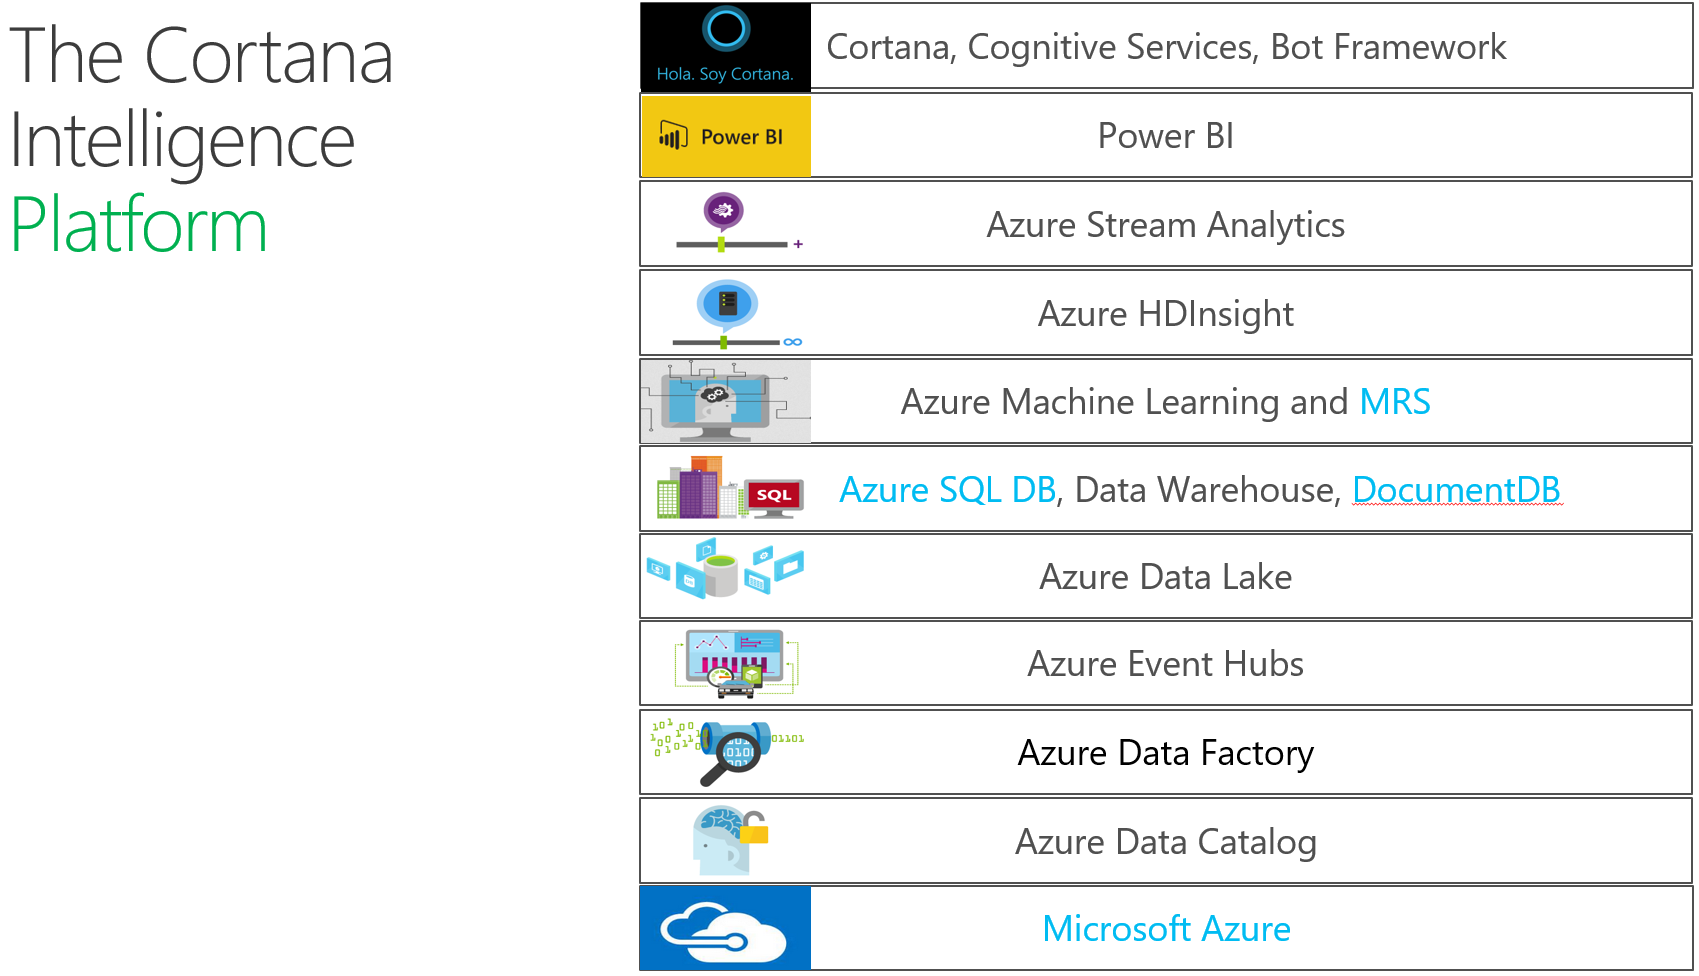 The Cortana
Intelligence
Platform
Hola. Soy Cortana.
Cortana, Cognitive Services, Bot Framework
Power BI
Power BI
Azure Stream Analytics
Azure HDInsight
Azure Machine Learning and MRS
SQL
Azure SQL DB, Data Warehouse, DocumentDB
Azure Data Lake
Azure Event Hubs
Azure Data Factory
Azure Data Catalog
Microsoft Azure